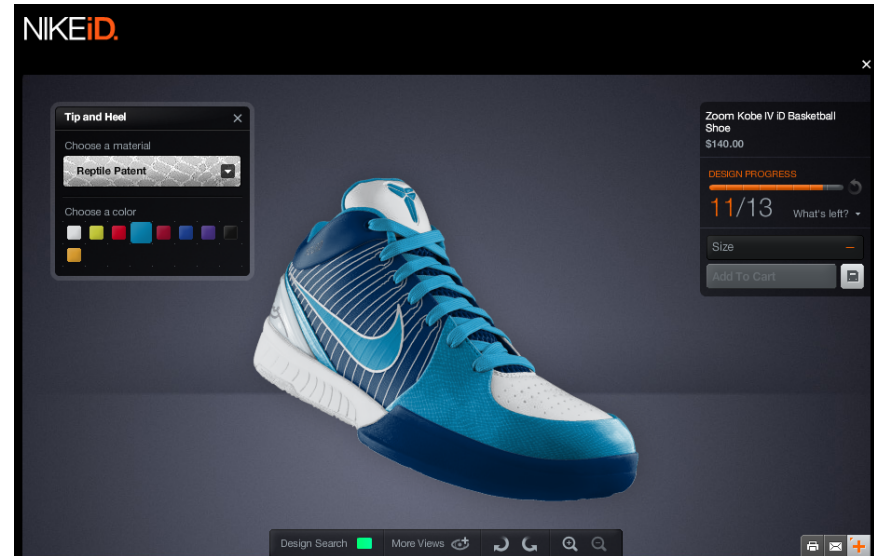 NIKEiD.
Tip and Heel
Choose a material
Reptile Patent
Choose a color
Zoom Kobe IV iD Basketball
Shoe
$140.00
DESIGN PROGRESS
11/13 What's left?
Size
Add To Cart
Design Search
More Views